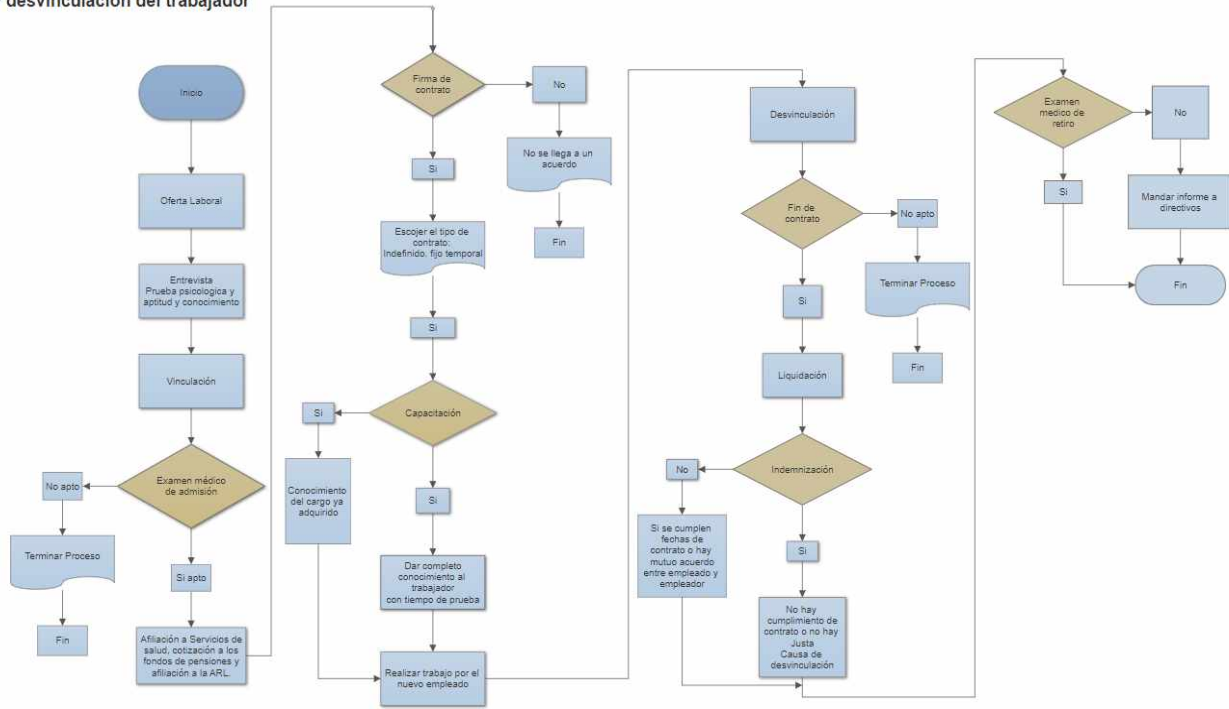 desvinculación del trabajador
Inicio
Oferta Laboral
Entrevista
Prueba psicologica y
aptitud y conocimiento
Vinculación
Examen médico
de admisión
No apto
Terminar Proceso
Fin
Si apto
Afiliación a Servicios de
salud, cotización a los
fondos de pensiones y
afiliación a la ARL.
Firma de
contrato
No
No se llega a un
acuerdo
Fin
Si
Escojer el tipo de
contrato:
Indefinido. fijo temporal
Si
Capacitación
Si
Conocimiento
del cargo ya
adquirido
Si
Dar completo
conocimiento al
trabajador
con tiempo de prueba
Realizar trabajo por el
nuevo empleado
Desvinculación
Fin de
contrato
No apto
Terminar Proceso
Fin
Si
Liquidación
Indemnización
No
Si se cumplen
fechas de
contrato o hay
mutuo acuerdo
entre empleado y
empleador
Si
No hay
cumplimiento de
contrato o no hay
Justa
Causa de
desvinculación
Examen
medico de
retiro
No
Si
Mandar informe a
directivos
Fin